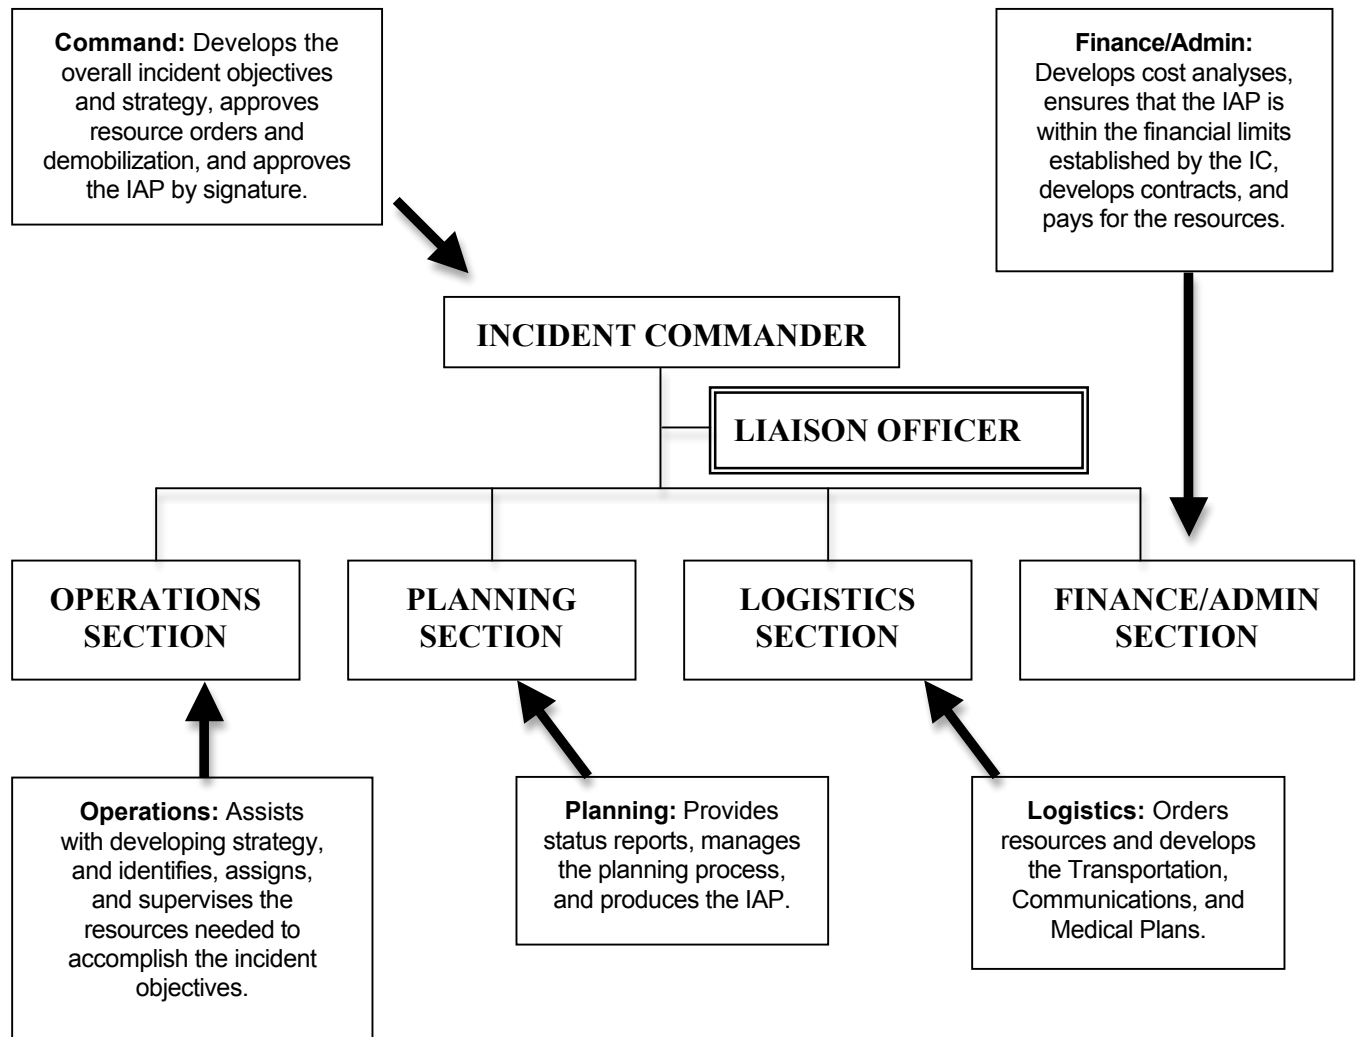 Command: Develops the
overall incident objectives
and strategy, approves
resource orders and
demobilization, and approves
the IAP by signature.
Finance/Admin:
Develops cost analyses,
ensures that the IAP is
within the financial limits
established by the IC,
develops contracts, and
pays for the resources.
INCIDENT COMMANDER
LIAISON OFFICER
OPERATIONS
SECTION
PLANNING
SECTION
LOGISTICS
SECTION
FINANCE/ADMIN
SECTION
Operations: Assists
with developing strategy,
and identifies, assigns,
and supervises the
resources needed to
accomplish the incident
objectives.
Planning: Provides
status reports, manages
the planning process,
and produces the IAP.
Logistics: Orders
resources and develops
the Transportation,
Communications, and
Medical Plans.